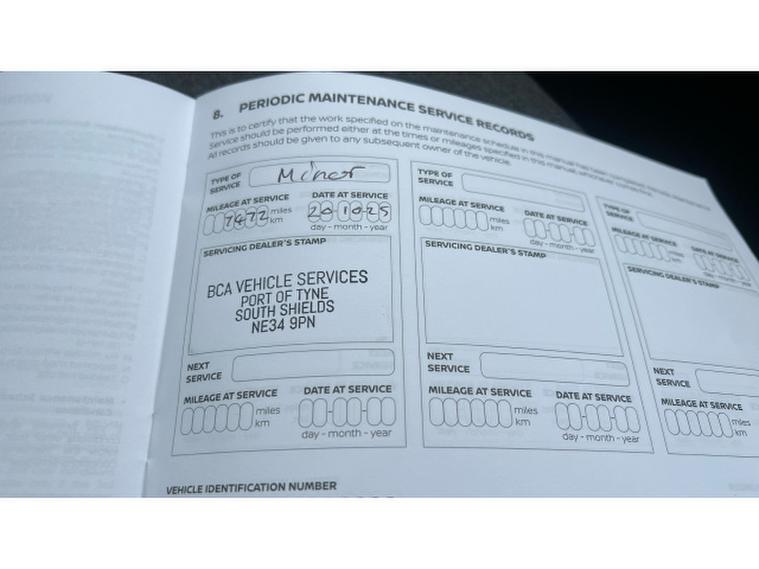 8. PERIODIC MAINTENANCE SERVICE RECORDS
This is to certify that the work specified on the maintenance schedule in this manual has been completed
Service should be performed either at the times or mileages specified in this manual, whichever comes first.
All records should be given to any subsequent owner of the vehicle.
TYPE OF SERVICE Minor
MILEAGE AT SERVICE DATE AT SERVICE
7472 miles km 20-10-25
day - month - year
SERVICING DEALER'S STAMP
BCA VEHICLE SERVICES
PORT OF TYNE
SOUTH SHIELDS
NE34 9PN
NEXT SERVICE
MILEAGE AT SERVICE DATE AT SERVICE
miles km
day - month - year
TYPE OF SERVICE
MILEAGE AT SERVICE DATE AT SERVICE
miles km
day - month - year
SERVICING DEALER'S STAMP
NEXT SERVICE
MILEAGE AT SERVICE DATE AT SERVICE
miles km
day - month - year
TYPE OF SERVICE
MILEAGE AT SERVICE DATE AT SERVICE
miles km
day - month - year
SERVICING DEALER'S STAMP
NEXT SERVICE
MILEAGE AT SERVICE DATE
miles km
VEHICLE IDENTIFICATION NUMBER